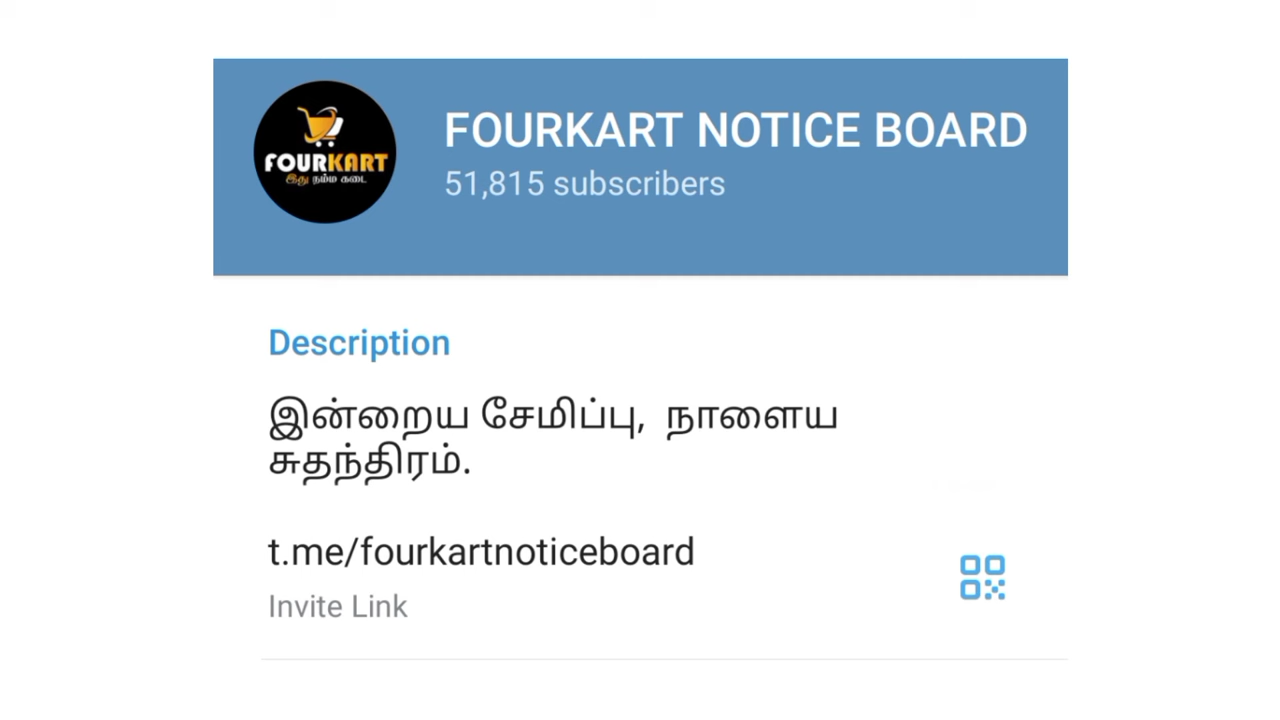 FOURKART
இது நம்ம கடை
FOURKART NOTICE BOARD
51,815 subscribers
Description
இன்றைய சேமிப்பு, நாளைய
சுதந்திரம்.
t.me/fourkartnoticeboard
Invite Link